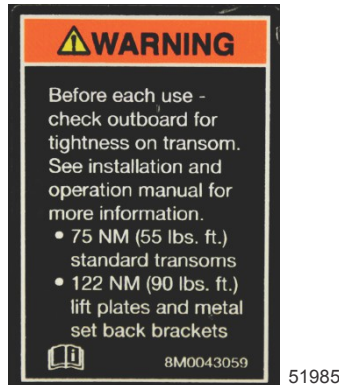 WARNING
Before each use -
check outboard for
tightness on transom.
See installation and
operation manual for
more information.
• 75 NM (55 lbs. ft.)
standard transoms
• 122 NM (90 lbs. ft.)
lift plates and metal
set back brackets
8M0043059
51985